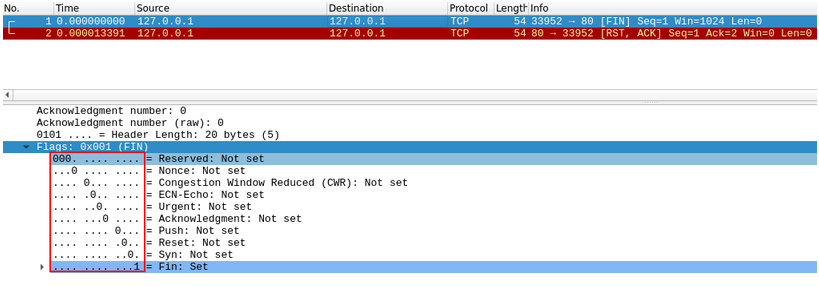 No. Time Source Destination Protocol Length Info
1 0.000000000 127.0.0.1 127.0.0.1 TCP 54 33952 → 80 [FIN] Seq=1 Win=1024 Len=0
2 0.000013391 127.0.0.1 127.0.0.1 TCP 54 80 → 33952 [RST, ACK] Seq=1 Ack=2 Win=0 Len=0
Acknowledgment number: 0
Acknowledgment number (raw): 0
0101 .... = Header Length: 20 bytes (5)
Flags: 0x001 (FIN)
000. .... .... = Reserved: Not set
...0 .... .... = Nonce: Not set
.... 0... .... = Congestion Window Reduced (CWR): Not set
.... .0.. .... = ECN-Echo: Not set
.... ..0. .... = Urgent: Not set
.... ...0 .... = Acknowledgment: Not set
.... .... 0... = Push: Not set
.... .... .0.. = Reset: Not set
.... .... ..0. = Syn: Not set
.... .... ...1 = Fin: Set